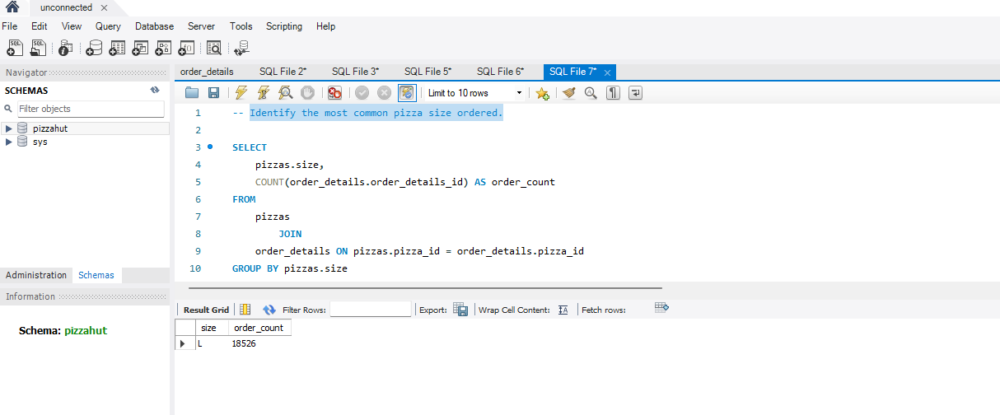 unconnected
File Edit View Query Database Server Tools Scripting Help
Navigator
SCHEMAS
Filter objects
pizzahut
sys
Administration Schemas
Information
Schema: pizzahut
order_details SQL File 2* SQL File 3* SQL File 5* SQL File 6* SQL File 7*
Limit to 10 rows
1 -- Identify the most common pizza size ordered.
2
3 SELECT
4 pizzas.size,
5 COUNT(order_details.order_details_id) AS order_count
6 FROM
7 pizzas
8 JOIN
9 order_details ON pizzas.pizza_id = order_details.pizza_id
10 GROUP BY pizzas.size
Result Grid Filter Rows: Export: Wrap Cell Content: IA Fetch rows:
size order_count
L 18526